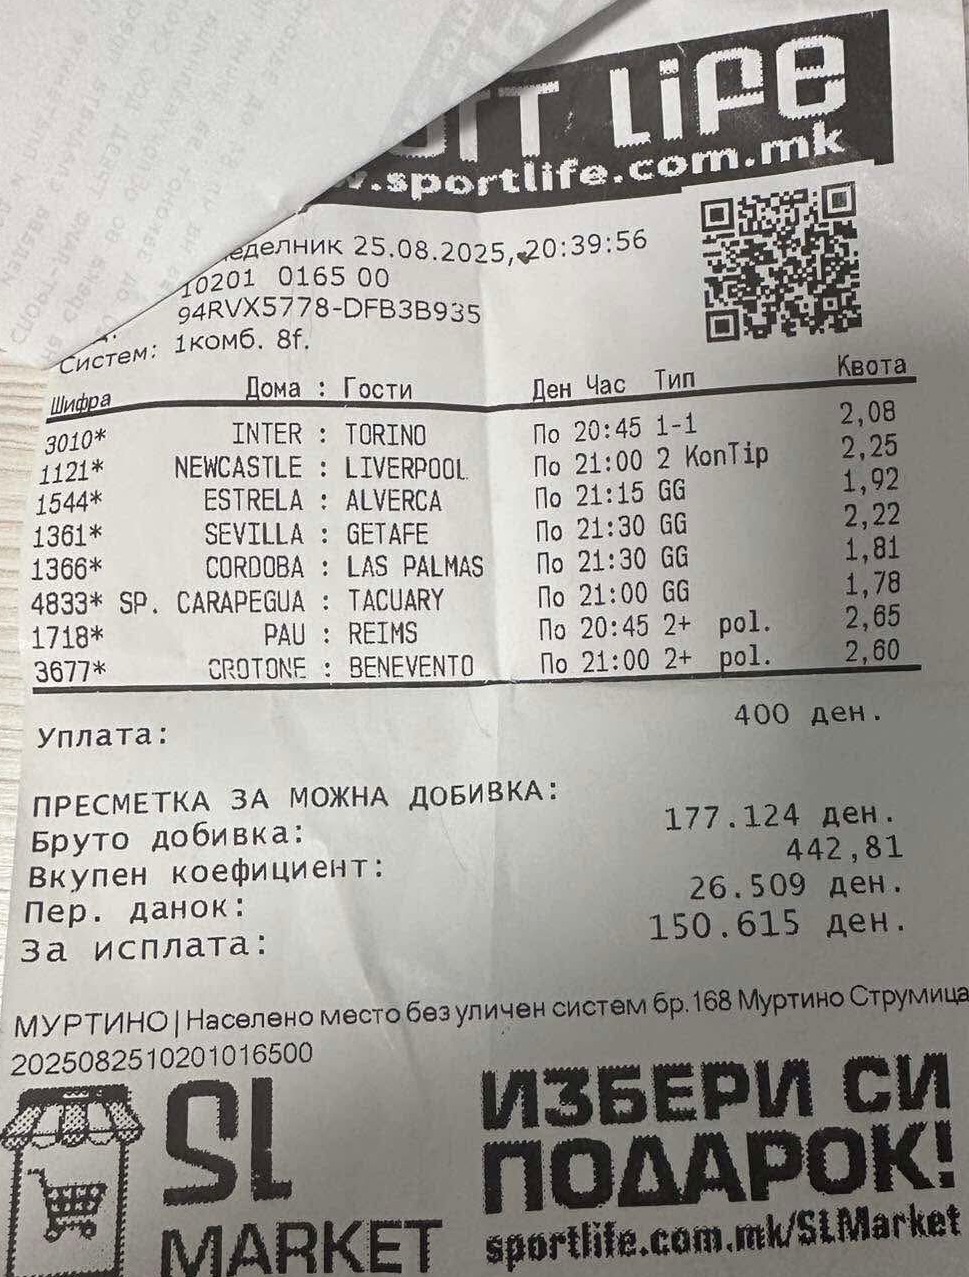 LIFE
.sportlife.com.mk
25.08.2025, 20:39:56
10201 0165 00
94RVX5778-DFB3B935
Систем: 1комб. 8f.
Шифра Дома : Гости Ден Час Тип Квота
3010* INTER : TORINO По 20:45 1-1 2,08
1121* NEWCASTLE : LIVERPOOL По 21:00 2 KonTip 2,25
1544* ESTRELA : ALVERCA По 21:15 GG 1,92
1361* SEVILLA : GETAFE По 21:30 GG 2,22
1366* CORDOBA : LAS PALMAS По 21:30 GG 1,81
4833* SP. CARAPEGUA : TACUARY По 21:00 GG 1,78
1718* PAU : REIMS По 20:45 2+ pol. 2,65
3677* CROTONE : BENEVENTO По 21:00 2+ pol. 2,60
Уплата: 400 ден.
ПРЕСМЕТКА ЗА МОЖНА ДОБИВКА:
Бруто добивка: 177.124 ден.
Вкупен коефициент: 442,81
Пер. данок: 26.509 ден.
За исплата: 150.615 ден.
МУРТИНО | Населено место без уличен систем бр.168 Муртино Струмица
2025082510201016500
SL
MARKET
ИЗБЕРИ СИ
ПОДАРОК!
sportlife.com.mk/SLMarket